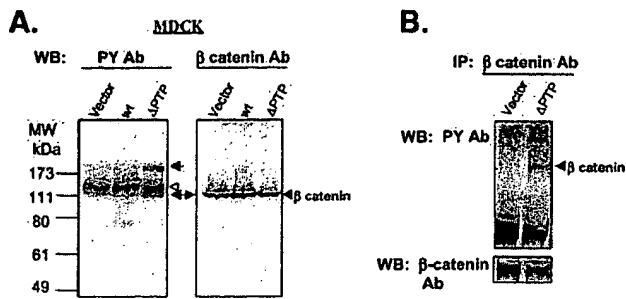 A.
MDCK
WB: PY Ab β catenin Ab
Vector wt ΔPTP Vector wt ΔPTP
MW
kDa
173
111
80
61
49
β catenin
B.
IP: β catenin Ab
Vector ΔPTP
WB: PY Ab
β catenin
WB: β-catenin
Ab